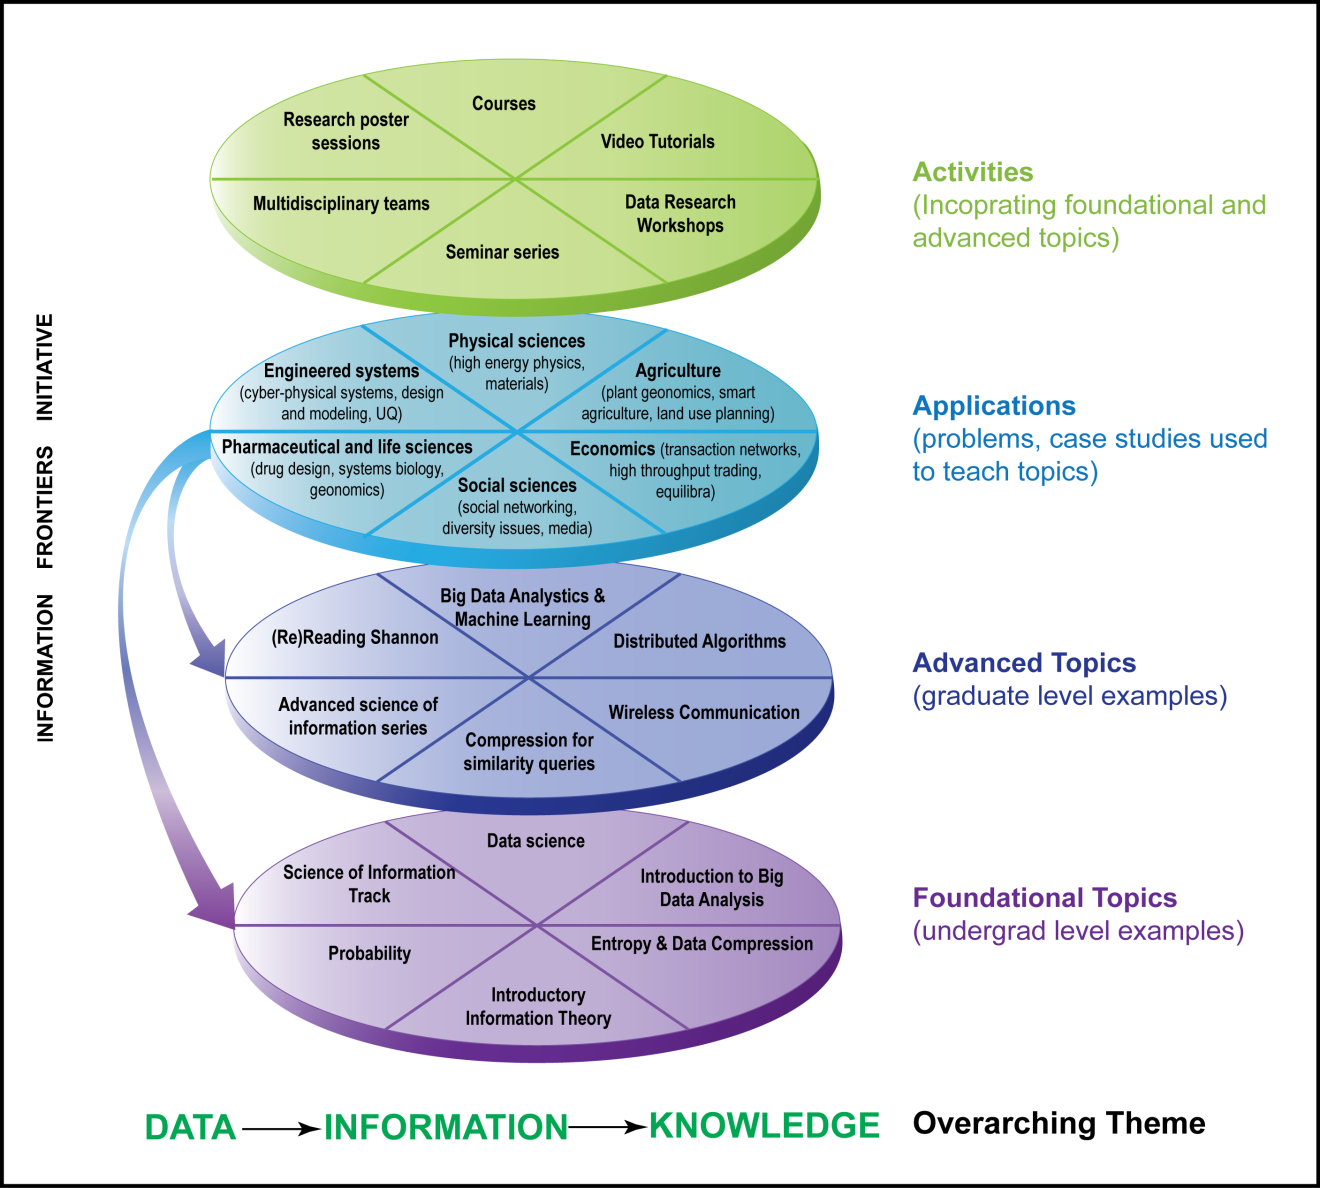 INFORMATION FRONTIERS INITIATIVE
Courses
Research poster
sessions
Video Tutorials
Multidisciplinary teams
Data Research
Workshops
Seminar series
Activities
(Incoprating foundational and
advanced topics)
Physical sciences
(high energy physics,
materials)
Engineered systems
(cyber-physical systems, design
and modeling, UQ)
Agriculture
(plant geonomics, smart
agriculture, land use planning)
Pharmaceutical and life sciences
(drug design, systems biology,
geonomics)
Economics (transaction networks,
high throughput trading,
equilibra)
Social sciences
(social networking,
diversity issues, media)
Applications
(problems, case studies used
to teach topics)
Big Data Analystics &
Machine Learning
(Re)Reading Shannon
Distributed Algorithms
Advanced science of
information series
Wireless Communication
Compression for
similarity queries
Advanced Topics
(graduate level examples)
Data science
Science of Information
Track
Introduction to Big
Data Analysis
Probability
Entropy & Data Compression
Introductory
Information Theory
Foundational Topics
(undergrad level examples)
DATA INFORMATION KNOWLEDGE Overarching Theme